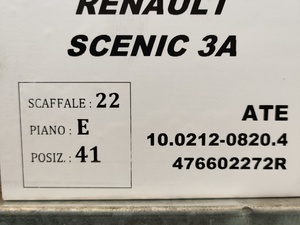 RENAULT
SCENIC 3A
SCAFFALE : 22
PIANO : E
POSIZ. : 41
ATE
10.0212-0820.4
476602272R